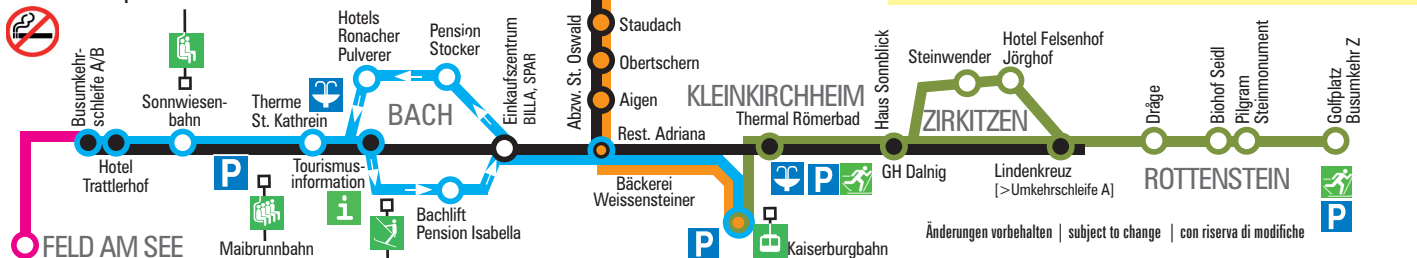 Busumkehr-
schleife A/B
Hotel
Trattlerhof
Sonnwiesen-
bahn
P
Maibrunnbahn
Therme
St. Kathrein
Hotels
Ronacher
Pulverer
Pension
Stocker
BACH
Tourismus-
information
i
Bachlift
Pension Isabella
Einkaufszentrum
BILLA, SPAR
Abzw. St. Oswald
Staudach
Obertschern
Aigen
Rest. Adriana
Bäckerei
Weissensteiner
P
Kaiserburgbahn
KLEINKIRCHHEIM
Thermal Römerbad
P
Haus Sonnblick
GH Dalnig
Steinwender
Hotel Felsenhof
Jörghof
ZIRKITZEN
Lindenkreuz
[>Umkehrschleife A]
Dråge
Biohof Seidl
Pilgram
Steinmonument
Golfplatz
Busumkehr Z
ROTTENSTEIN
P
FELD AM SEE
Änderungen vorbehalten | subject to change | con riserva di modifiche